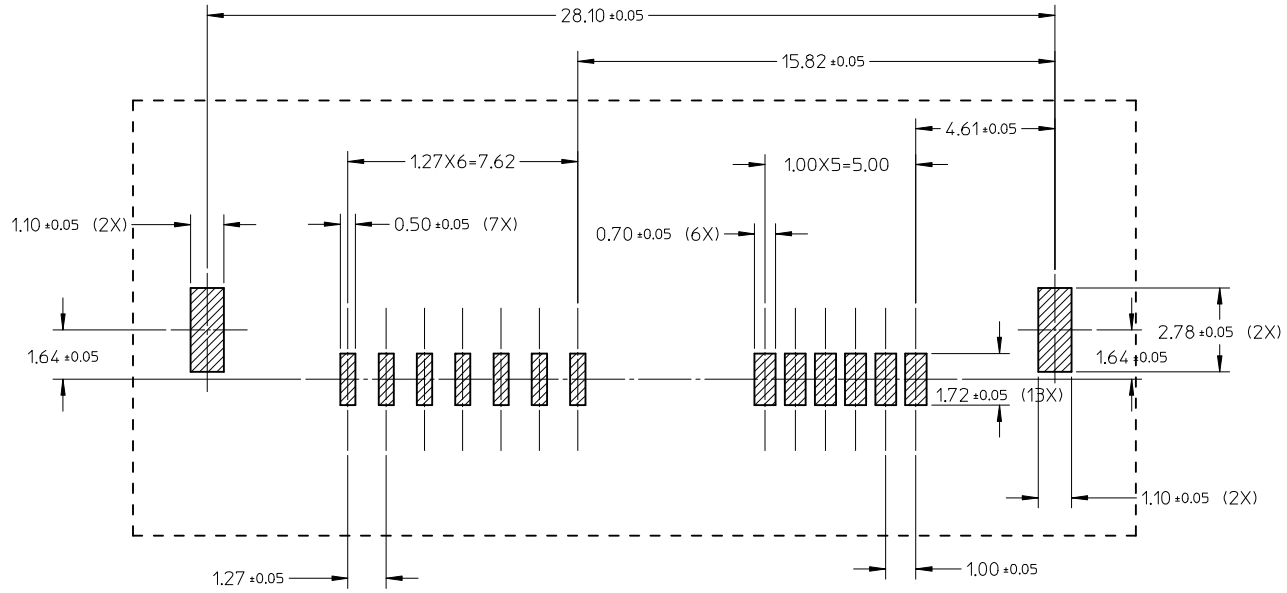 28.10 ±0.05
15.82 ±0.05
4.61 ±0.05
1.27X6=7.62
1.00X5=5.00
1.10 ±0.05 (2X)
0.50 ±0.05 (7X)
0.70 ±0.05 (6X)
1.64 ±0.05
2.78 ±0.05 (2X)
1.64 ±0.05
1.72 ±0.05 (13X)
1.10 ±0.05 (2X)
1.27 ±0.05
1.00 ±0.05